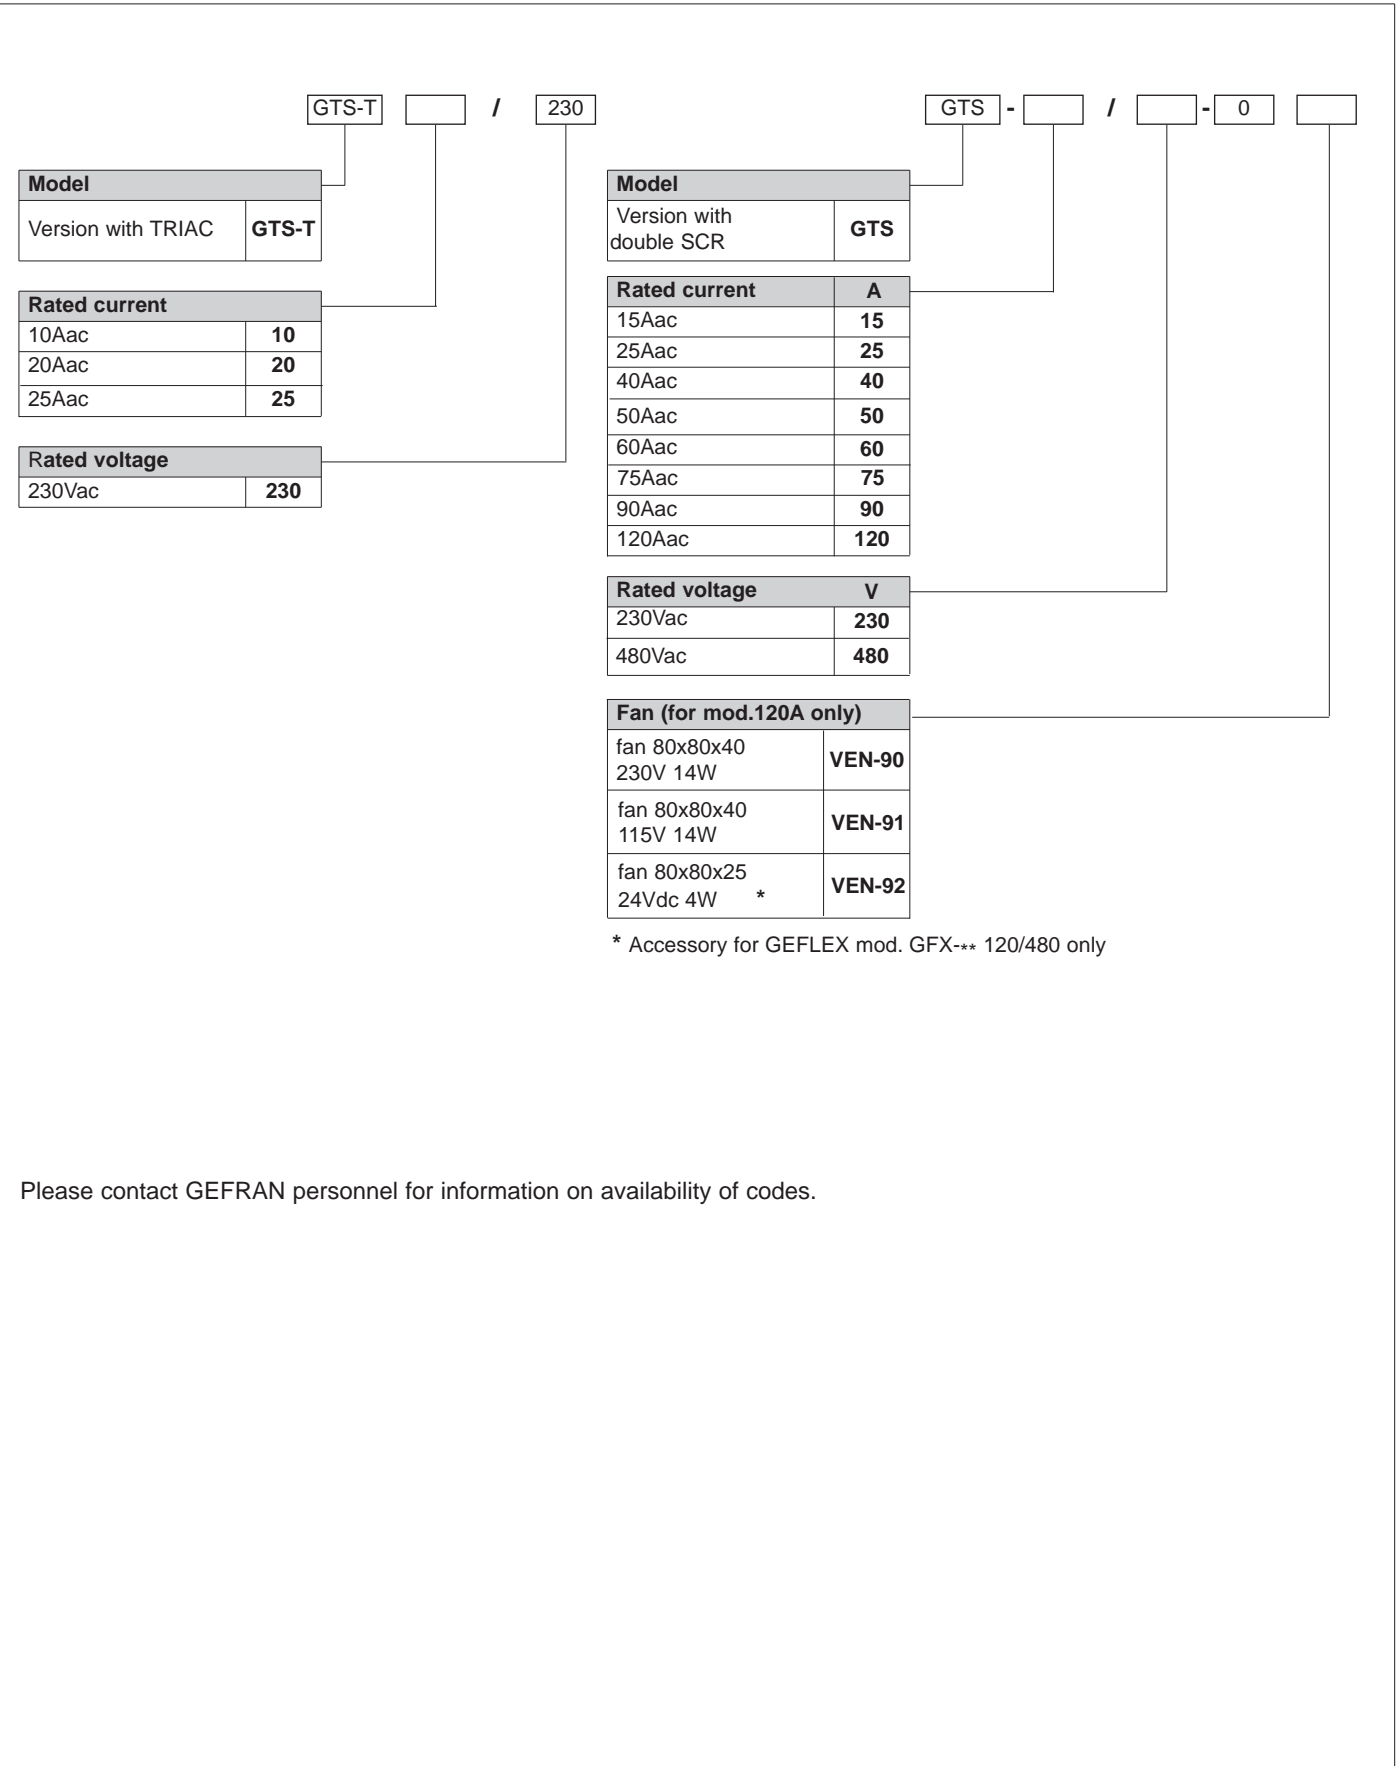 GTS-T / 230
Model
Version with TRIAC GTS-T
Rated current
10Aac 10
20Aac 20
25Aac 25
Rated voltage
230Vac 230
GTS - / - 0
Model
Version with
double SCR GTS
Rated current A
15Aac 15
25Aac 25
40Aac 40
50Aac 50
60Aac 60
75Aac 75
90Aac 90
120Aac 120
Rated voltage V
230Vac 230
480Vac 480
Fan (for mod.120A only)
fan 80x80x40
230V 14W VEN-90
fan 80x80x40
115V 14W VEN-91
fan 80x80x25
24Vdc 4W * VEN-92
* Accessory for GEFLEX mod. GFX-** 120/480 only
Please contact GEFRAN personnel for information on availability of codes.